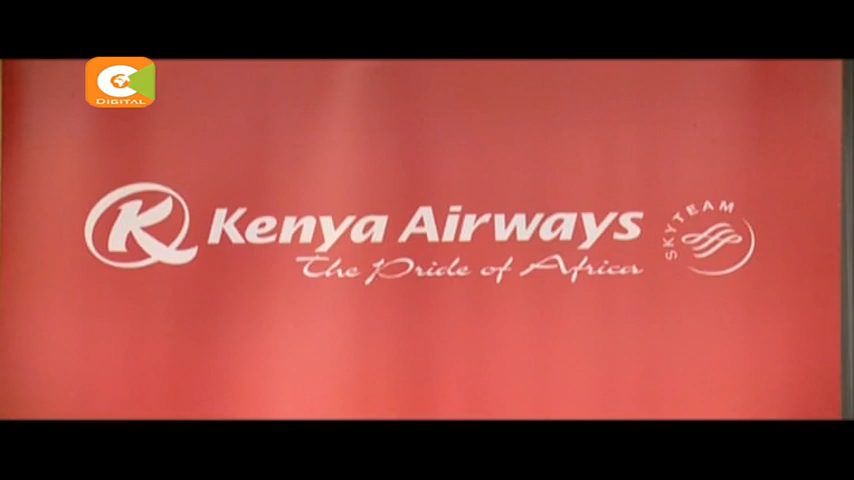 DIGITAL
Kenya Airways
The Pride of Africa
SKYTEAM